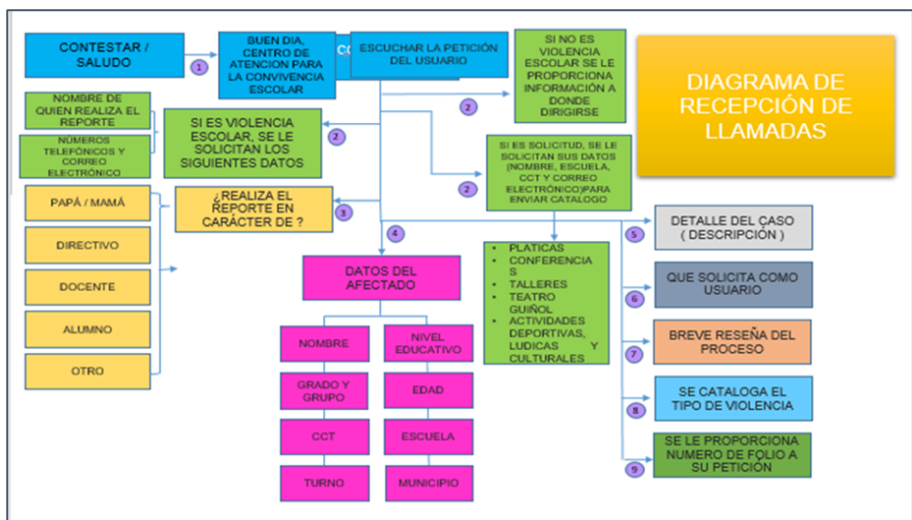 CONTESTAR /
SALUDO
1
BUEN DIA,
CENTRO DE
ATENCION PARA
LA CONVIVENCIA
ESCOLAR
ESCUCHAR LA PETICIÓN
DEL USUARIO
SI NO ES
VIOLENCIA
ESCOLAR SE LE
PROPORCIONA
INFORMACIÓN A
DONDE
DIRIGIRSE
2
DIAGRAMA DE
RECEPCIÓN DE
LLAMADAS
NOMBRE DE
QUIEN REALIZA EL
REPORTE
NÚMEROS
TELEFÓNICOS Y
CORREO
ELECTRÓNICO
SI ES VIOLENCIA
ESCOLAR, SE LE
SOLICITAN LOS
SIGUIENTES DATOS
2
2
SI ES SOLICITUD, SE LE
SOLICITAN SUS DATOS
(NOMBRE, ESCUELA,
CCT Y CORREO
ELECTRÓNICO)PARA
ENVIAR CATALOGO
¿REALIZA EL
REPORTE EN
CARÁCTER DE ?
3
PAPÁ / MAMÁ
DIRECTIVO
DOCENTE
ALUMNO
OTRO
4
DATOS DEL
AFECTADO
NOMBRE
NIVEL
EDUCATIVO
GRADO Y
GRUPO
EDAD
CCT
ESCUELA
TURNO
MUNICIPIO
• PLATICAS
• CONFERENCIA
S
• TALLERES
• TEATRO
GUIÑOL
• ACTIVIDADES
DEPORTIVAS,
LUDICAS Y
CULTURALES
5
DETALLE DEL CASO
( DESCRIPCIÓN )
6
QUE SOLICITA COMO
USUARIO
7
BREVE RESEÑA DEL
PROCESO
8
SE CATALOGA EL
TIPO DE VIOLENCIA
9
SE LE PROPORCIONA
NUMERO DE FOLIO A
SU PETICIÓN